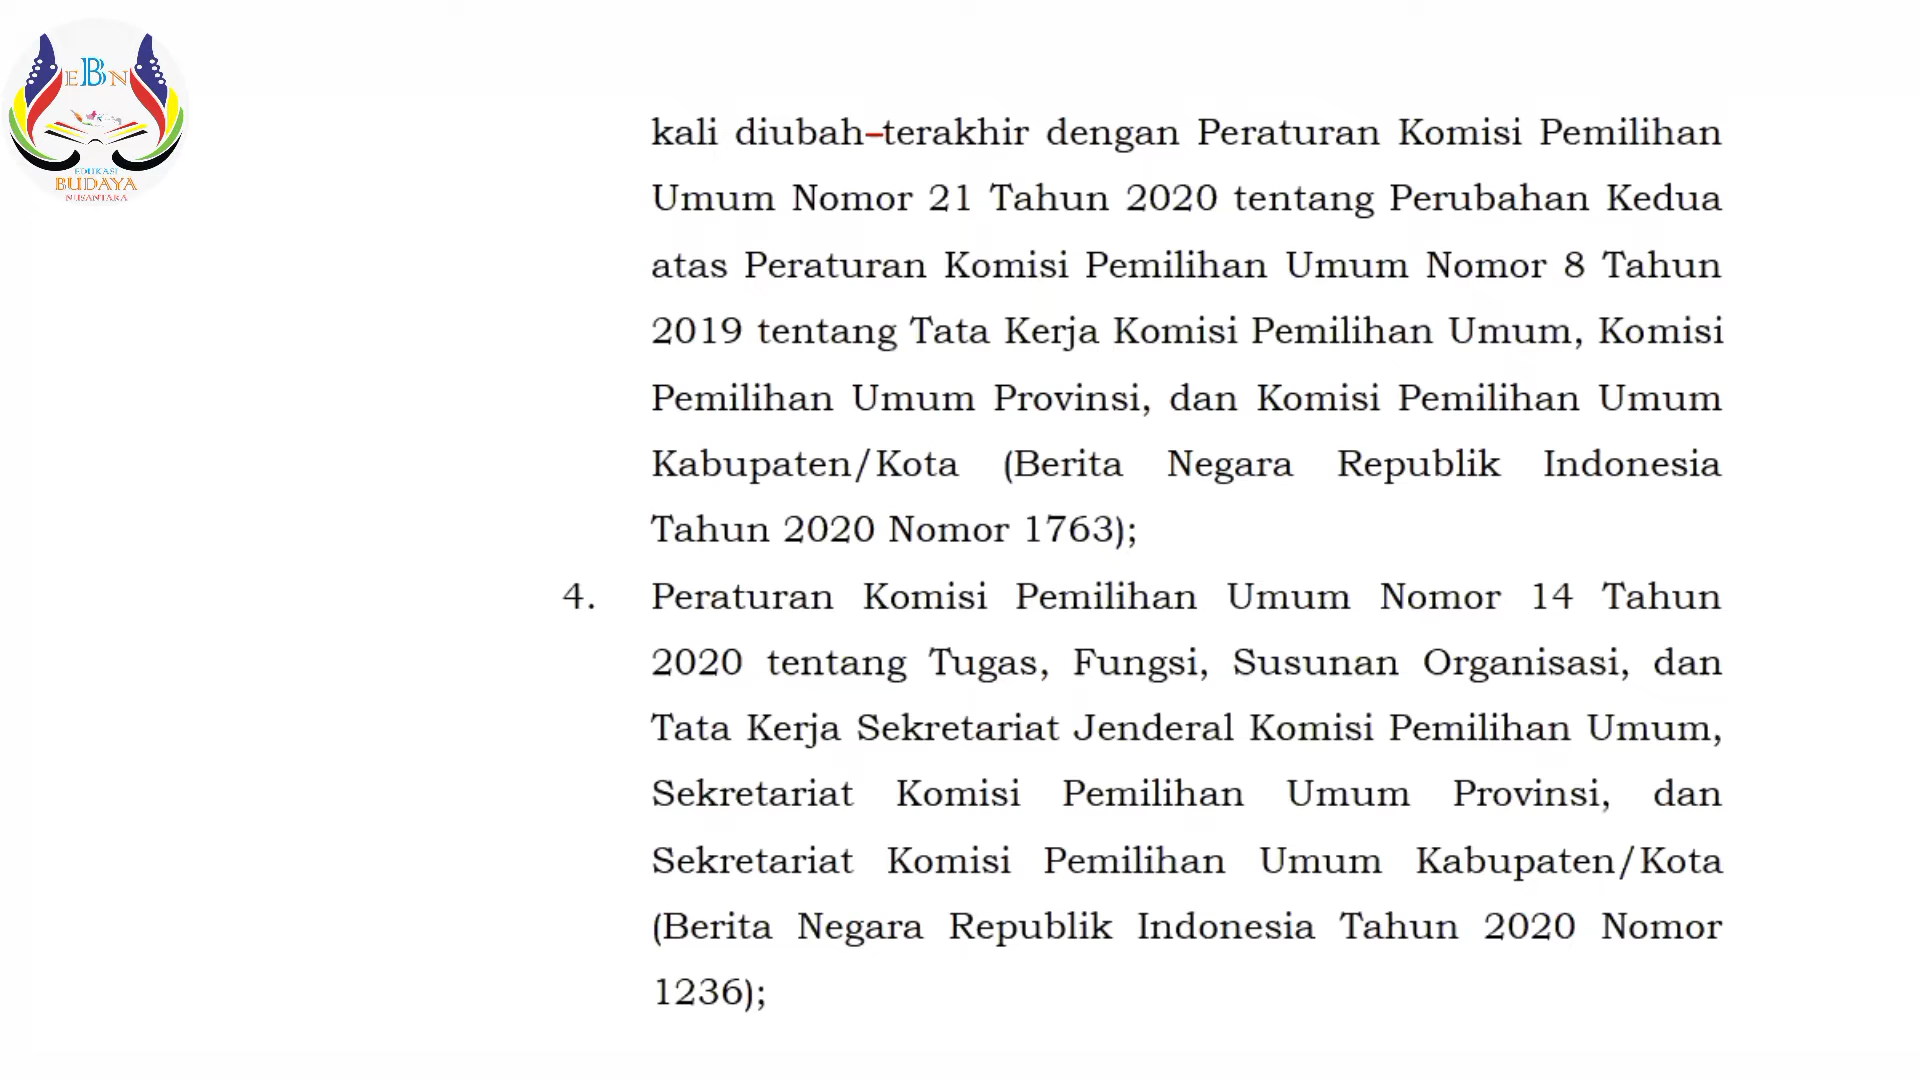 EBN
EDUKASI
BUDAYA
NUSANTARA
kali diubah terakhir dengan Peraturan Komisi Pemilihan
Umum Nomor 21 Tahun 2020 tentang Perubahan Kedua
atas Peraturan Komisi Pemilihan Umum Nomor 8 Tahun
2019 tentang Tata Kerja Komisi Pemilihan Umum, Komisi
Pemilihan Umum Provinsi, dan Komisi Pemilihan Umum
Kabupaten/Kota (Berita Negara Republik Indonesia
Tahun 2020 Nomor 1763);
4. Peraturan Komisi Pemilihan Umum Nomor 14 Tahun
2020 tentang Tugas, Fungsi, Susunan Organisasi, dan
Tata Kerja Sekretariat Jenderal Komisi Pemilihan Umum,
Sekretariat Komisi Pemilihan Umum Provinsi, dan
Sekretariat Komisi Pemilihan Umum Kabupaten/Kota
(Berita Negara Republik Indonesia Tahun 2020 Nomor
1236);